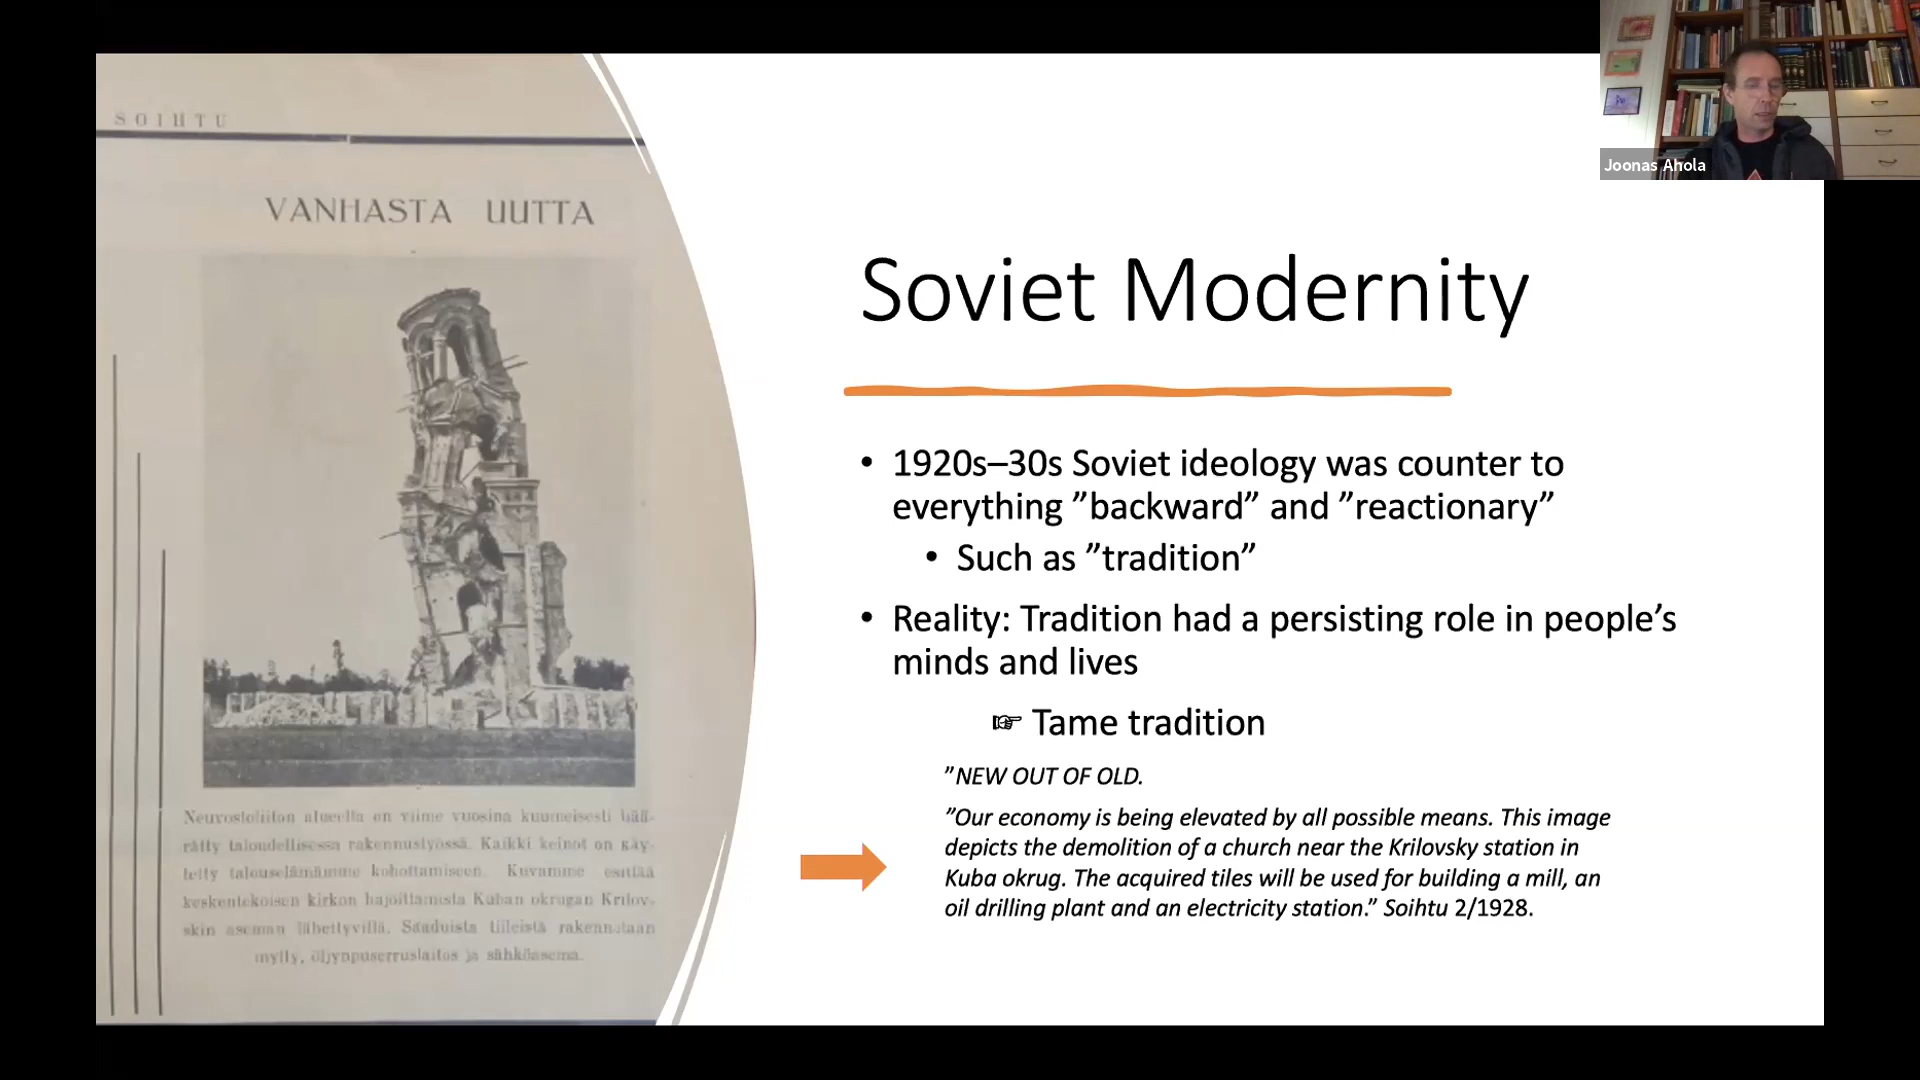 Joonas Ahola
SOIHTU
VANHASTA UUTTA
Neuvostoliiton alueella on viime vuosina kuumeisesti hää-
rätty taloudellisessa rakennustyössä. Kaikki keinot on käy-
tetty talouselämämme kohottamiseen. Kuvamme esittää
keskentekoisen kirkon hajoittamista Kuban okrugan Krilov-
skin aseman lähettyvillä. Saaduista tiileistä rakennetaan
mylly, öljynpuserruslaitos ja sähköasema.
Soviet Modernity
• 1920s–30s Soviet ideology was counter to
everything ”backward” and ”reactionary”
• Such as ”tradition”
• Reality: Tradition had a persisting role in people’s
minds and lives
☞ Tame tradition
”NEW OUT OF OLD.
”Our economy is being elevated by all possible means. This image
depicts the demolition of a church near the Krilovsky station in
Kuba okrug. The acquired tiles will be used for building a mill, an
oil drilling plant and an electricity station.” Soihtu 2/1928.